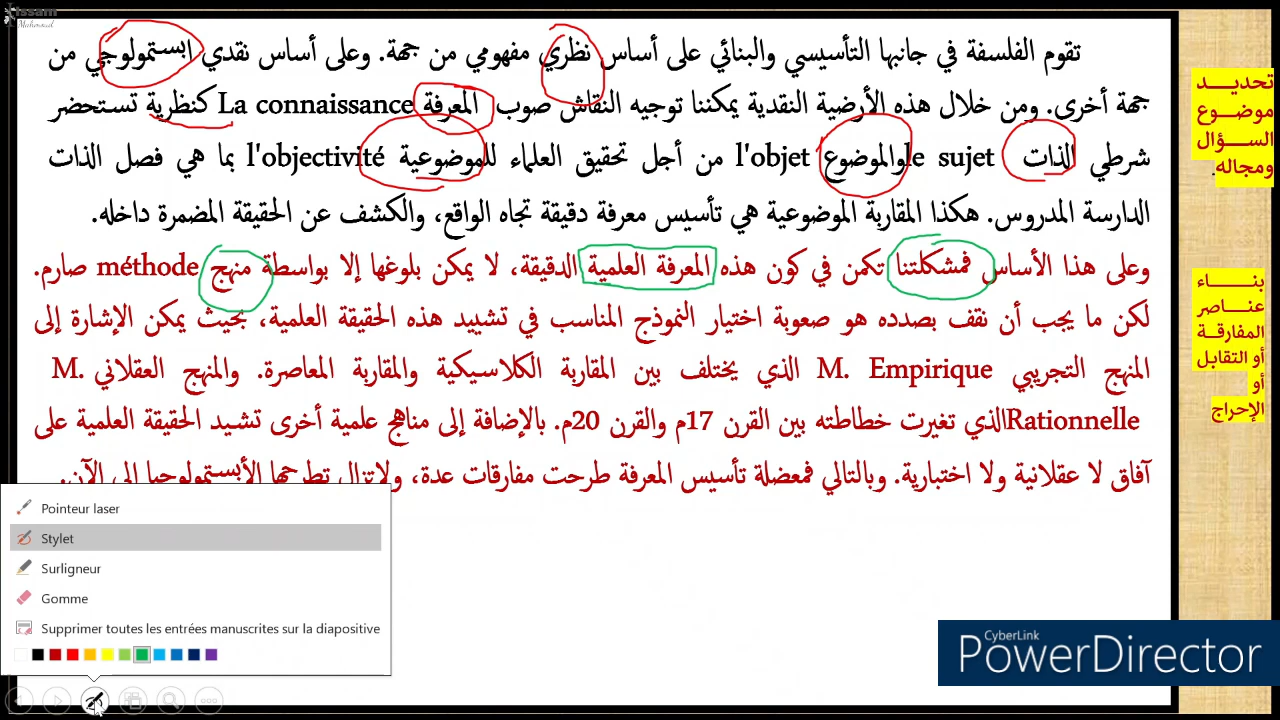 Issam
Mahmoud
تقوم الفلسفة في جانبها التأسيسي والبنائي على أساس نظري مفهومي من جهة. وعلى أساس نقدي ابستمولوجي من
جهة أخرى. ومن خلال هذه الأرضية النقدية يمكننا توجيه النقاش صوب المعرفة La connaissance كنظرية تستحضر
شرطي الذات le sujet والموضوع l'objet من أجل تحقيق العلماء للموضوعية l'objectivité بما هي فصل الذات
الدارسة المدروس. هكذا المقاربة الموضوعية هي تأسيس معرفة دقيقة تجاه الواقع، والكشف عن الحقيقة المضمرة داخله.
وعلى هذا الأساس فمشكلتنا تكمن في كون هذه المعرفة العلمية الدقيقة، لا يمكن بلوغها إلا بواسطة منهج méthode صارم.
لكن ما يجب أن نقف بصدده هو صعوبة اختيار النموذج المناسب في تشييد هذه الحقيقة العلمية، بحيث يمكن الإشارة إلى
المنهج التجريبي M. Empirique الذي يختلف بين المقاربة الكلاسيكية والمقاربة المعاصرة. والمنهج العقلاني M.
Rationnelle الذي تغيرت خطاطته بين القرن 17م والقرن 20م. بالإضافة إلى مناهج علمية أخرى تشيد الحقيقة العلمية على
آفاق لا عقلانية ولا اختبارية. وبالتالي فمعضلة تأسيس المعرفة طرحت مفارقات عدة، ولاتزال تطرحها الأبستمولوجيا إلى الآن.
تحديد
موضوع
السؤال
ومجاله.
بناء
عناصر
المفارقة
أو التقابل
أو
الإحراج
Pointeur laser
Stylet
Surligneur
Gomme
Supprimer toutes les entrées manuscrites sur la diapositive
CyberLink
PowerDirector